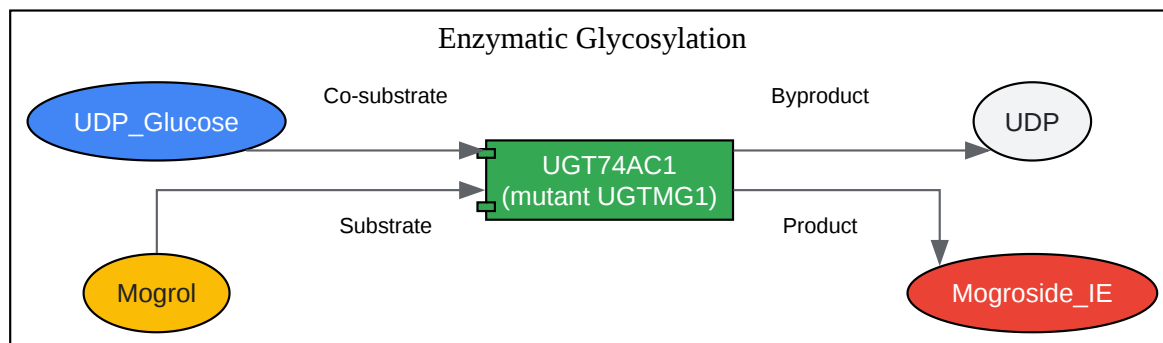 Enzymatic Glycosylation
Co-substrate
Byproduct
UDP_Glucose
UDP
UGT74AC1
(mutant UGTMG1)
Substrate
Product
Mogrol
Mogroside_IE